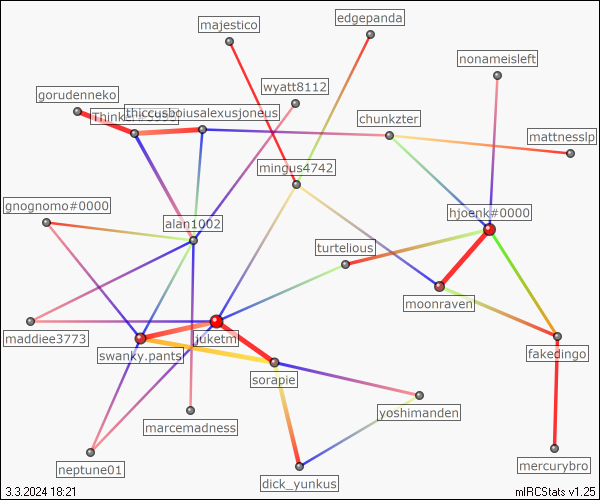 edgepanda
majestico
nonameisleft
wyatt8112
gorudenneko
thiccusboiusalexusjoneus
chunkzter
mattnesslp
mingus4742
gnognomo#0000
hjoenk#0000
alan1002
turtelious
moonraven
maddiee3773
juketm
swanky.pants
fakedingo
sorapie
yoshimanden
marcemadness
neptune01
mercurybro
dick_yunkus
3.3.2024 18:21
mIRCStats v1.25